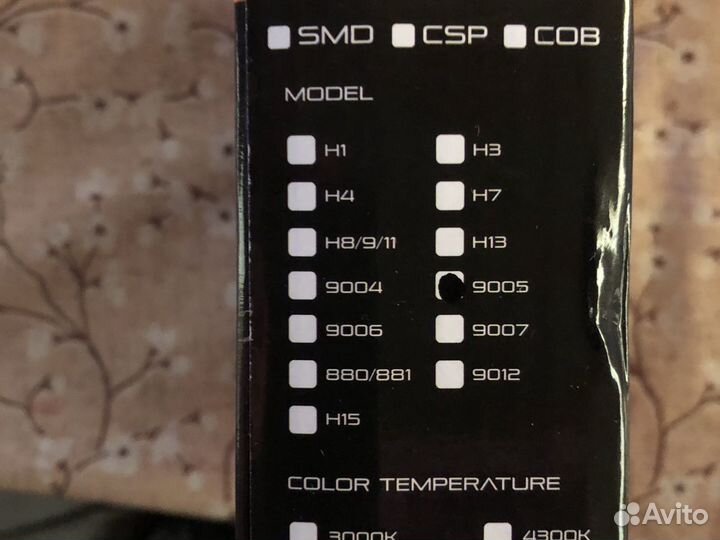 SMD CSP COB
MODEL
H1 H3
H4 H7
H8/9/11 H13
9004 9005
9006 9007
880/881 9012
H15
COLOR TEMPERATURE
3000K 4300K
Avito